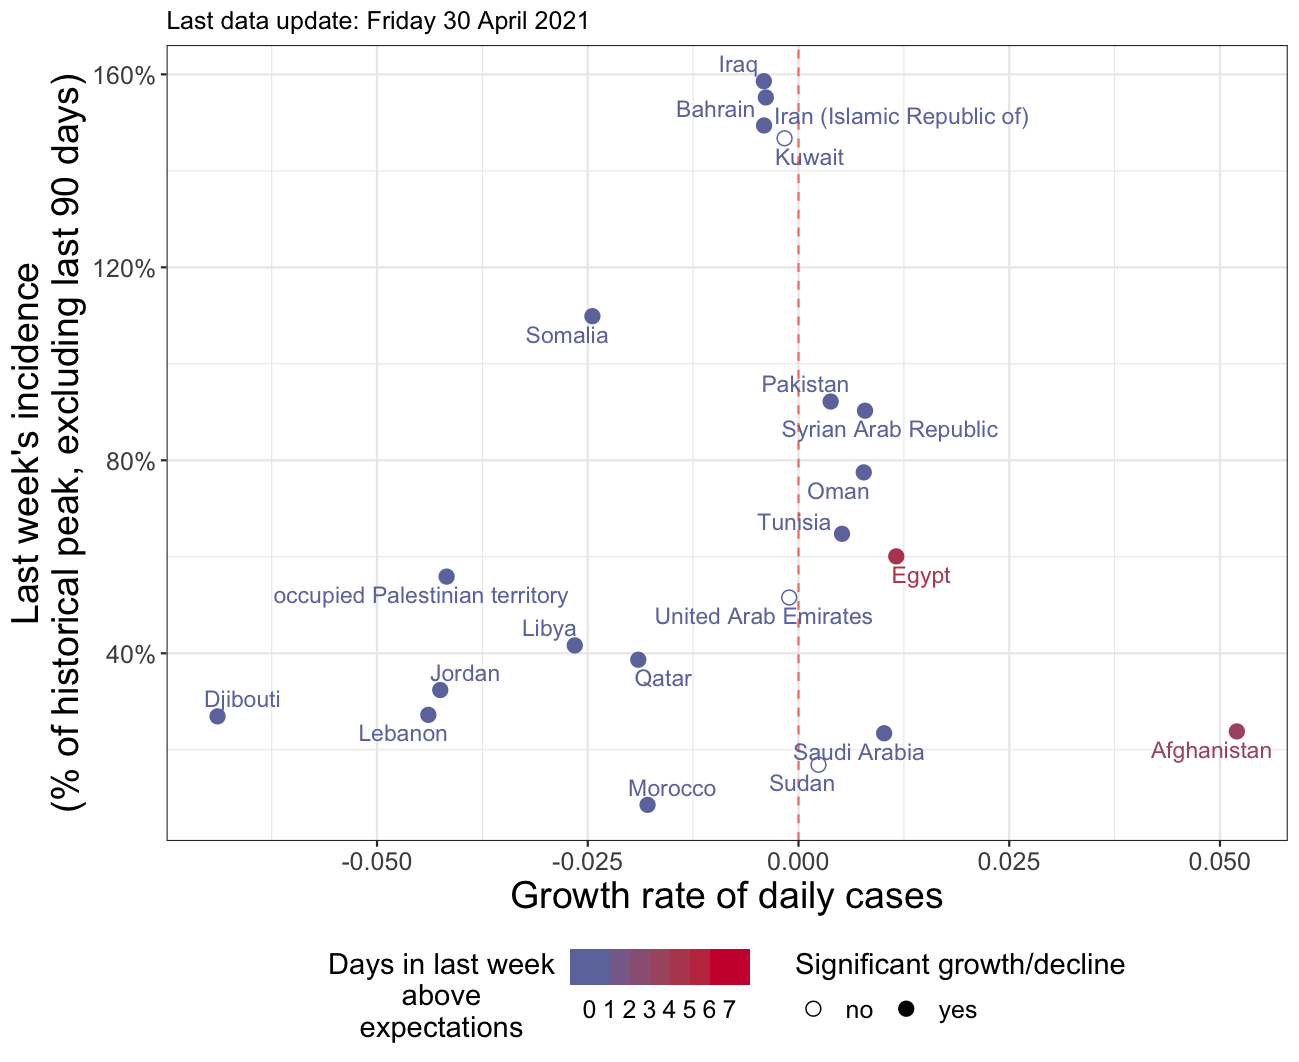 Last data update: Friday 30 April 2021
Last week's incidence
(% of historical peak, excluding last 90 days)
160%
120%
80%
40%
Iraq
Bahrain
Iran (Islamic Republic of)
Kuwait
Somalia
Pakistan
Syrian Arab Republic
Oman
Tunisia
Egypt
occupied Palestinian territory
United Arab Emirates
Libya
Qatar
Jordan
Djibouti
Lebanon
Saudi Arabia
Afghanistan
Sudan
Morocco
-0.050 -0.025 0.000 0.025 0.050
Growth rate of daily cases
Days in last week
above
expectations
0 1 2 3 4 5 6 7
Significant growth/decline
no yes